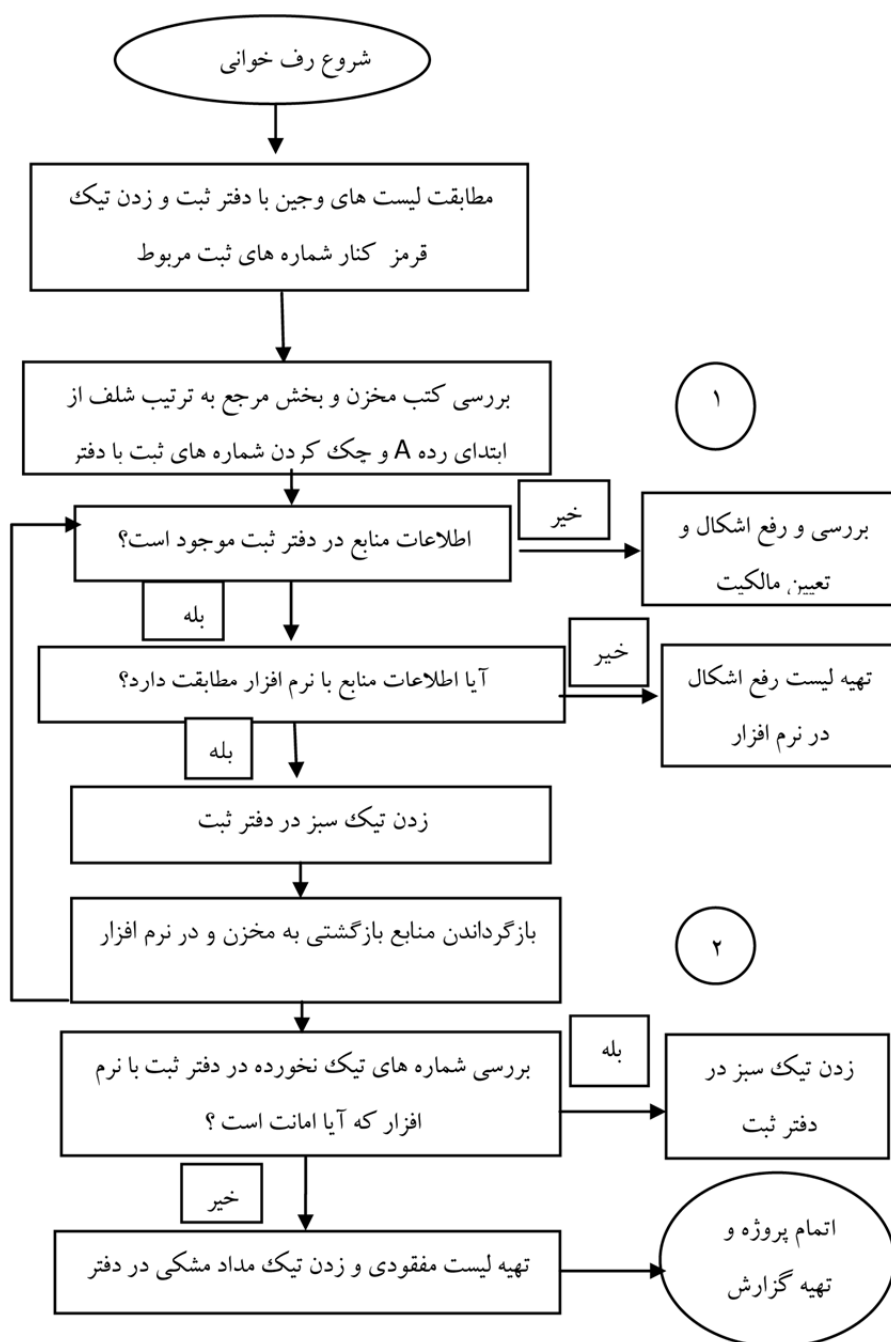 شروع رف خوانی
مطابقت لیست های وجین با دفتر ثبت و زدن تیک
قرمز کنار شماره های ثبت مربوط
۱
بررسی کتب مخزن و بخش مرجع به ترتیب شلف از
ابتدای رده A و چک کردن شماره های ثبت با دفتر
خیر
اطلاعات منابع در دفتر ثبت موجود است؟
بررسی و رفع اشکال و
تعیین مالکیت
بله
آیا اطلاعات منابع با نرم افزار مطابقت دارد؟
خیر
تهیه لیست رفع اشکال
در نرم افزار
بله
زدن تیک سبز در دفتر ثبت
بازگرداندن منابع بازگشتی به مخزن و در نرم افزار
۲
بررسی شماره های تیک نخورده در دفتر ثبت با نرم
افزار که آیا امانت است ؟
بله
زدن تیک سبز در
دفتر ثبت
خیر
تهیه لیست مفقودی و زدن تیک مداد مشکی در دفتر
اتمام پروژه و
تهیه گزارش